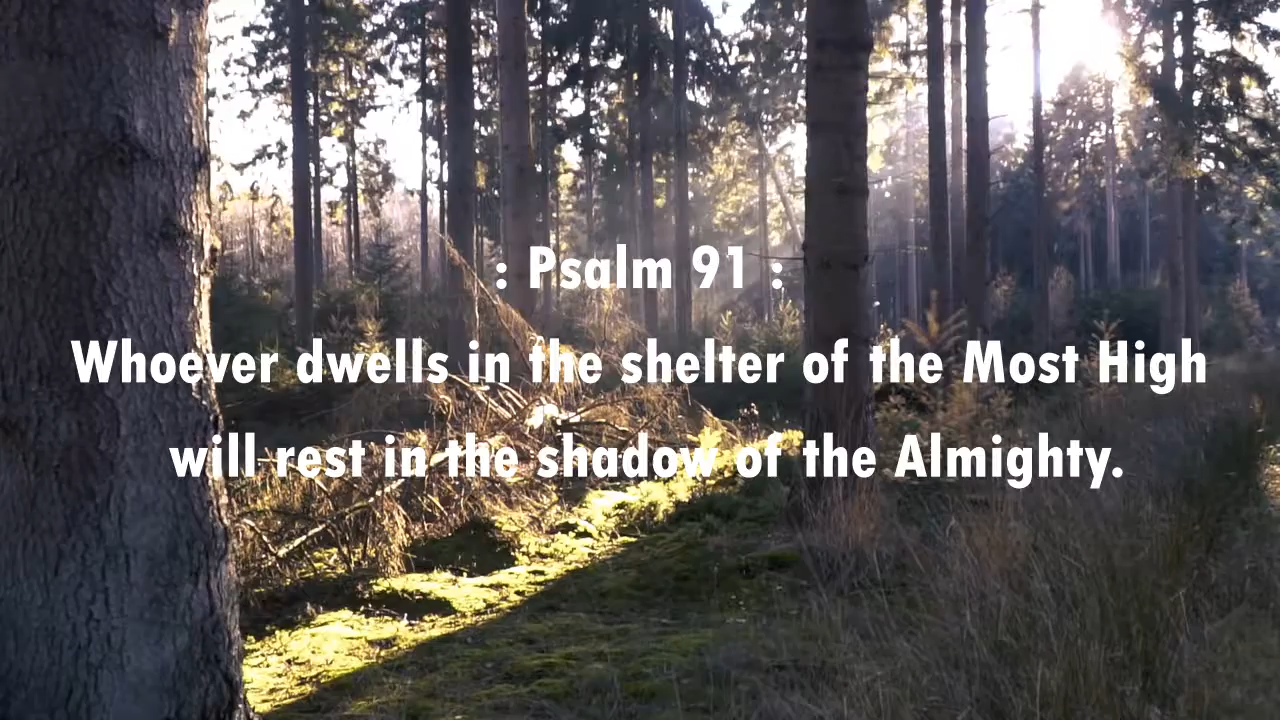 : Psalm 91 :
Whoever dwells in the shelter of the Most High
will rest in the shadow of the Almighty.